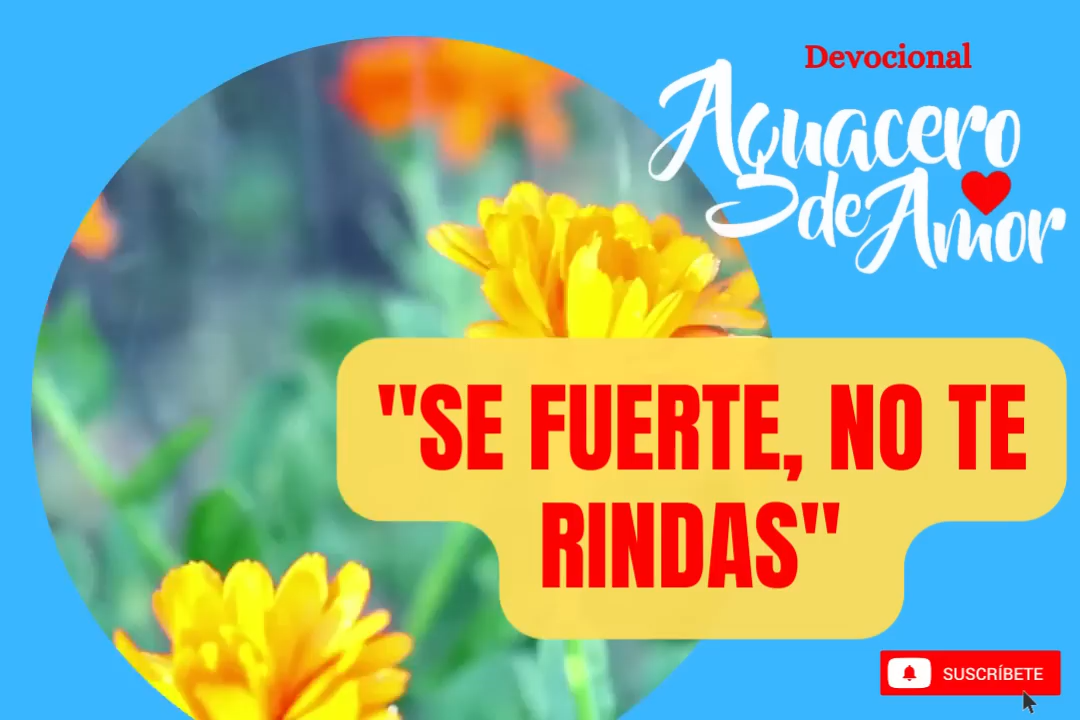 Devocional
Aguacero
de Amor
"SE FUERTE, NO TE
RINDAS"
SUSCRÍBETE